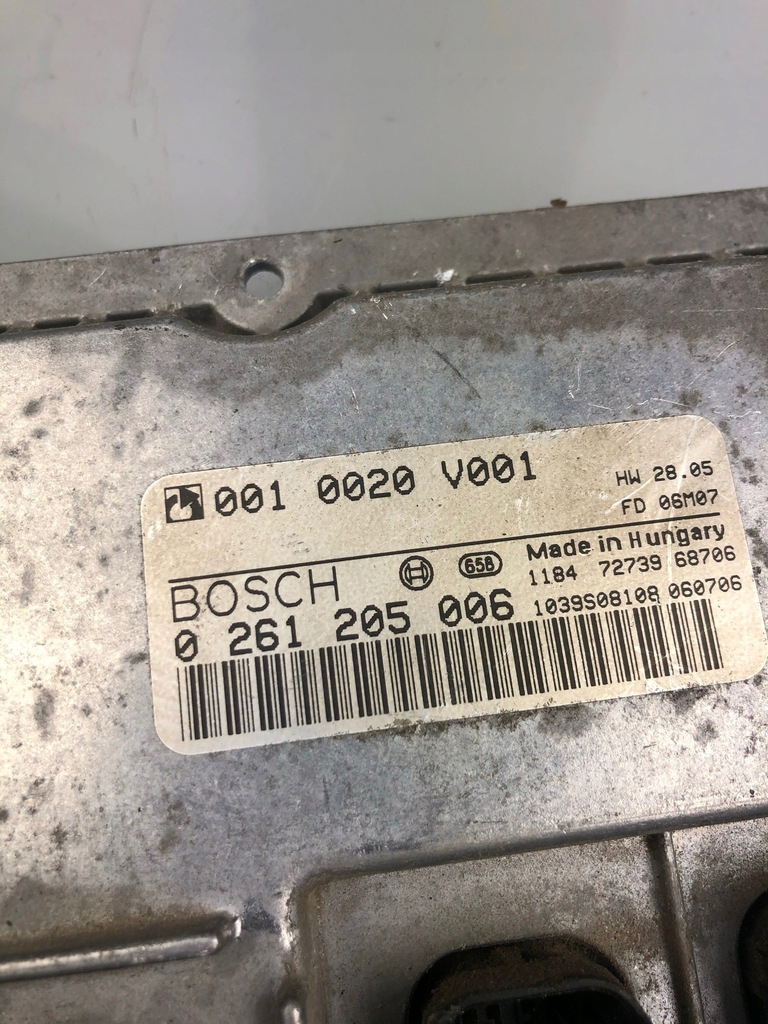 001 0020 V001
HW 28.05
FD 06M07
BOSCH
658
Made in Hungary
1184 72739 68706
0 261 205 006
1039S08108 060706